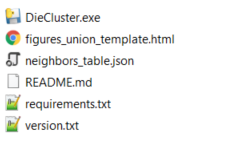 DieCluster.exe
figures_union_template.html
neighbors_table.json
README.md
requirements.txt
version.txt